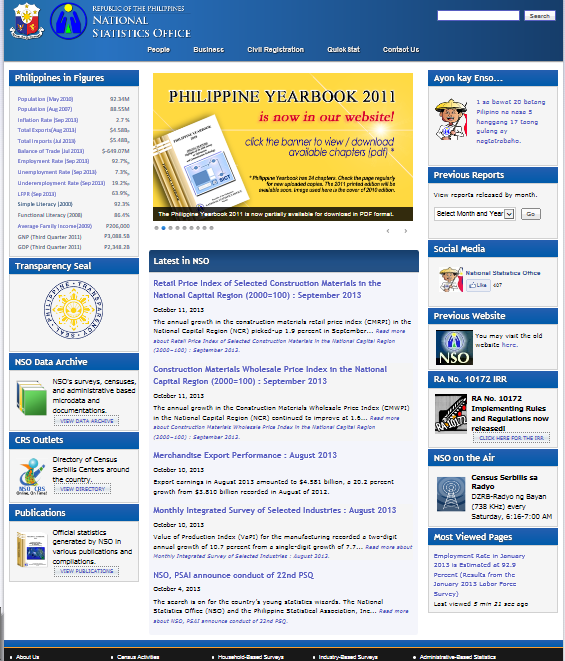 REPUBLIC OF THE PHILIPPINES
NATIONAL
STATISTICS OFFICE
Search
People
Business
Civil Registration
Quick Stat
Contact Us
Philippines in Figures
Population (May 2010) 92.34M
Population (Aug 2007) 88.55M
Inflation Rate (Sep 2013) 2.7%
Total Exports(Aug 2013) $4.58B
Total Imports (Jul 2013) $5.48B
Balance of Trade (Jul 2013) $-649.07M
Employment Rate (Sep 2013) 92.7%
Unemployment Rate (Sep 2013) 7.3%
Underemployment Rate (Sep 2013) 19.2%
LFPR (Sep 2013) 63.9%
Simple Literacy (2000) 92.3%
Functional Literacy (2008) 86.4%
Average Family Income(2009) P206,000
GNP (Third Quarter 2011) P3,088.5B
GDP (Third Quarter 2011) P2,348.2B
Transparency Seal
PHILIPPINE TRANSPARENCY SEAL
NSO Data Archive
NSO's surveys, censuses,
and administrative based
microdata and
documentations.
VIEW DATA ARCHIVE
CRS Outlets
Directory of Census
Serbilis Centers around
the country.
NSO CRS
Online, On Time!
VIEW DIRECTORY
Publications
Official statistics
generated by NSO in
various publications and
compilations.
VIEW PUBLICATIONS
PHILIPPINE YEARBOOK 2011
is now in our website!
click the banner to view / download
available chapters (pdf) *
* Philippine Yearbook 2011 has 24 chapters. Check the page regularly
for new uploaded copies. The 2011 printed edition will be
available soon. Image used here is the cover of 2010 edition.
The Philippine Yearbook 2011 is now partially available for download in PDF format.
Latest in NSO
Retail Price Index of Selected Construction Materials in the
National Capital Region (2000=100) : September 2013
October 11, 2013
The annual growth in the construction materials retail price index (CMRPI) in the
National Capital Region (NCR) picked-up 1.9 percent in September... Read more
about Retail Price Index of Selected Construction Materials in the National Capital Region
(2000=100) : September 2013.
Construction Materials Wholesale Price Index in the National
Capital Region (2000=100) : September 2013
October 11, 2013
The annual growth of the Construction Materials Wholesale Price Index (CMWPI)
in the National Capital Region (NCR) continued to improve at 1.6... Read more
about Construction Materials Wholesale Price Index in the National Capital Region
(2000=100) : September 2013.
Merchandise Export Performance : August 2013
October 10, 2013
Export earnings in August 2013 amounted to $4.581 billion, a 20.2 percent
growth from $3.810 billion recorded in August of 2012.
Monthly Integrated Survey of Selected Industries : August 2013
October 10, 2013
Value of Production Index (VaPI) for the manufacturing recorded a two-digit
annual growth of 10.7 percent from a single-digit growth of 7.7... Read more about
Monthly Integrated Survey of Selected Industries : August 2013.
NSO, PSAI announce conduct of 22nd PSQ
October 4, 2013
The search is on for the country's young statistics wizards. The National
Statistics Office (NSO) and the Philippine Statistical Association, Inc... Read more
about NSO, PSAI announce conduct of 22nd PSQ.
Ayon kay Enso...
1 sa bawat 20 batang
Pilipino na nasa 5
hanggang 17 taong
gulang ay
nagtatrabaho.
Previous Reports
View reports released by month.
Select Month and Year
Go
Social Media
National Statistics Office
Like
407
Previous Website
NSO
You may visit the old
website here.
RA No. 10172 IRR
RA 10172
RA No. 10172
Implementing Rules
and Regulations now
released!
CLICK HERE FOR THE IRR
NSO on the Air
Census Serbilis sa
Radyo
DZRB-Radyo ng Bayan
(738 KHz) every
Saturday, 6:16-7:00 AM
Most Viewed Pages
Employment Rate in January
2013 is Estimated at 92.9
Percent (Results from the
January 2013 Labor Force
Survey)
Last viewed 5 min 21 sec ago
About Us
Census Activities
Household-Based Surveys
Industry-Based Surveys
Administrative-Based Statistics